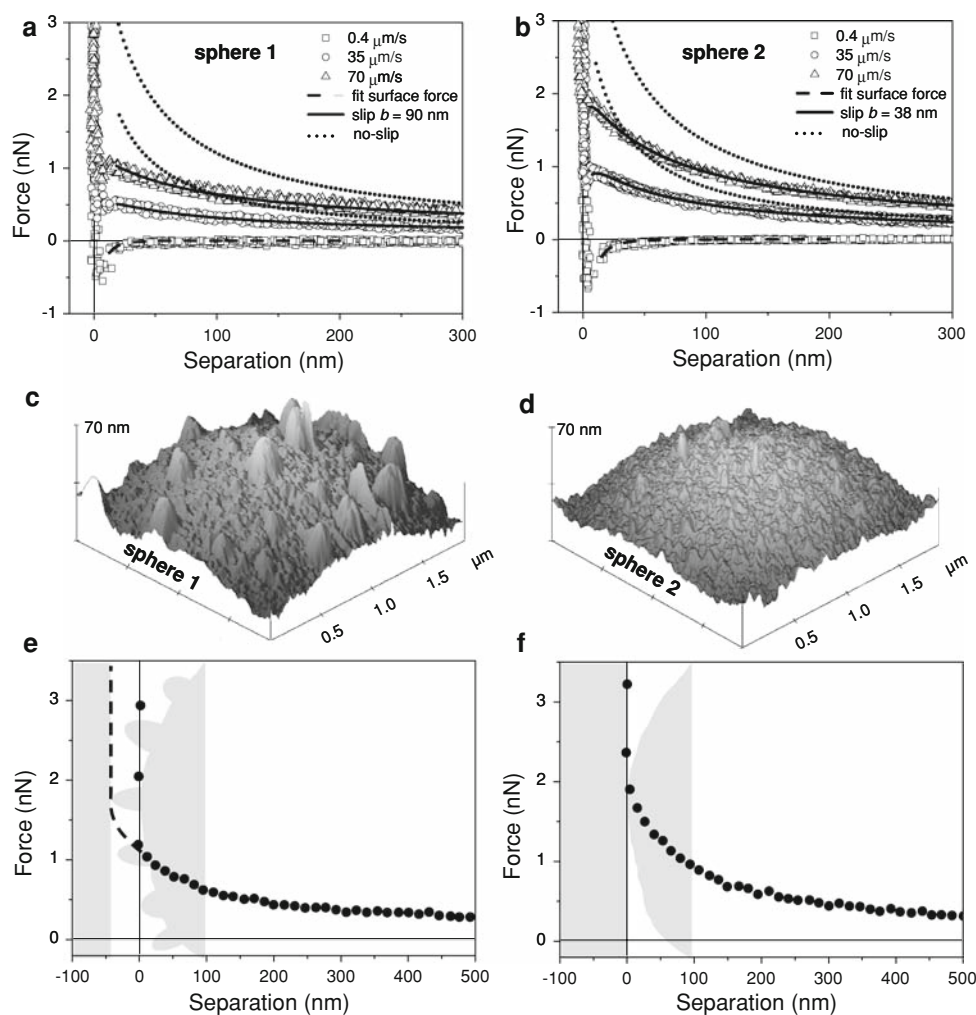 a
sphere 1
0.4 μm/s
35 μm/s
70 μm/s
fit surface force
slip b = 90 nm
no-slip
Force (nN)
3
2
1
0
-1
0 100 200 300
Separation (nm)
b
sphere 2
0.4 μm/s
35 μm/s
70 μm/s
fit surface force
slip b = 38 nm
no-slip
Force (nN)
3
2
1
0
-1
0 100 200 300
Separation (nm)
c
70 nm
sphere 1
0.5 1.0 1.5 μm
d
70 nm
sphere 2
0.5 1.0 1.5 μm
e
Force (nN)
3
2
1
0
-100 0 100 200 300 400 500
Separation (nm)
f
Force (nN)
3
2
1
0
-100 0 100 200 300 400 500
Separation (nm)